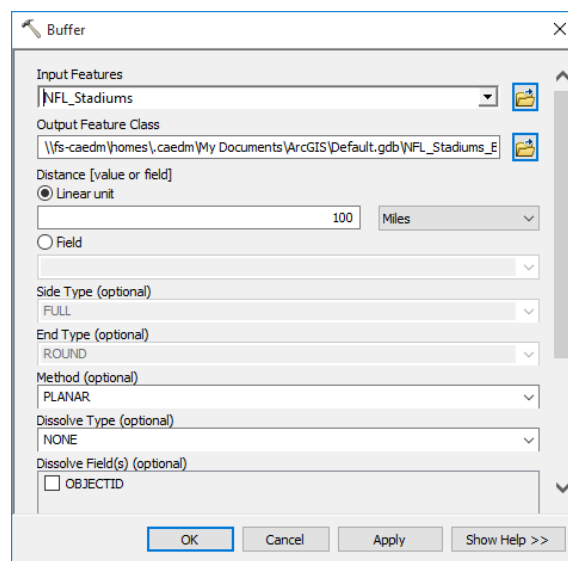 Buffer
Input Features
NFL_Stadiums
Output Feature Class
\\fs-caedm\homes\.caedm\My Documents\ArcGIS\Default.gdb\NFL_Stadiums_B
Distance [value or field]
Linear unit
100 Miles
Field
Side Type (optional)
FULL
End Type (optional)
ROUND
Method (optional)
PLANAR
Dissolve Type (optional)
NONE
Dissolve Field(s) (optional)
OBJECTID
OK Cancel Apply Show Help >>